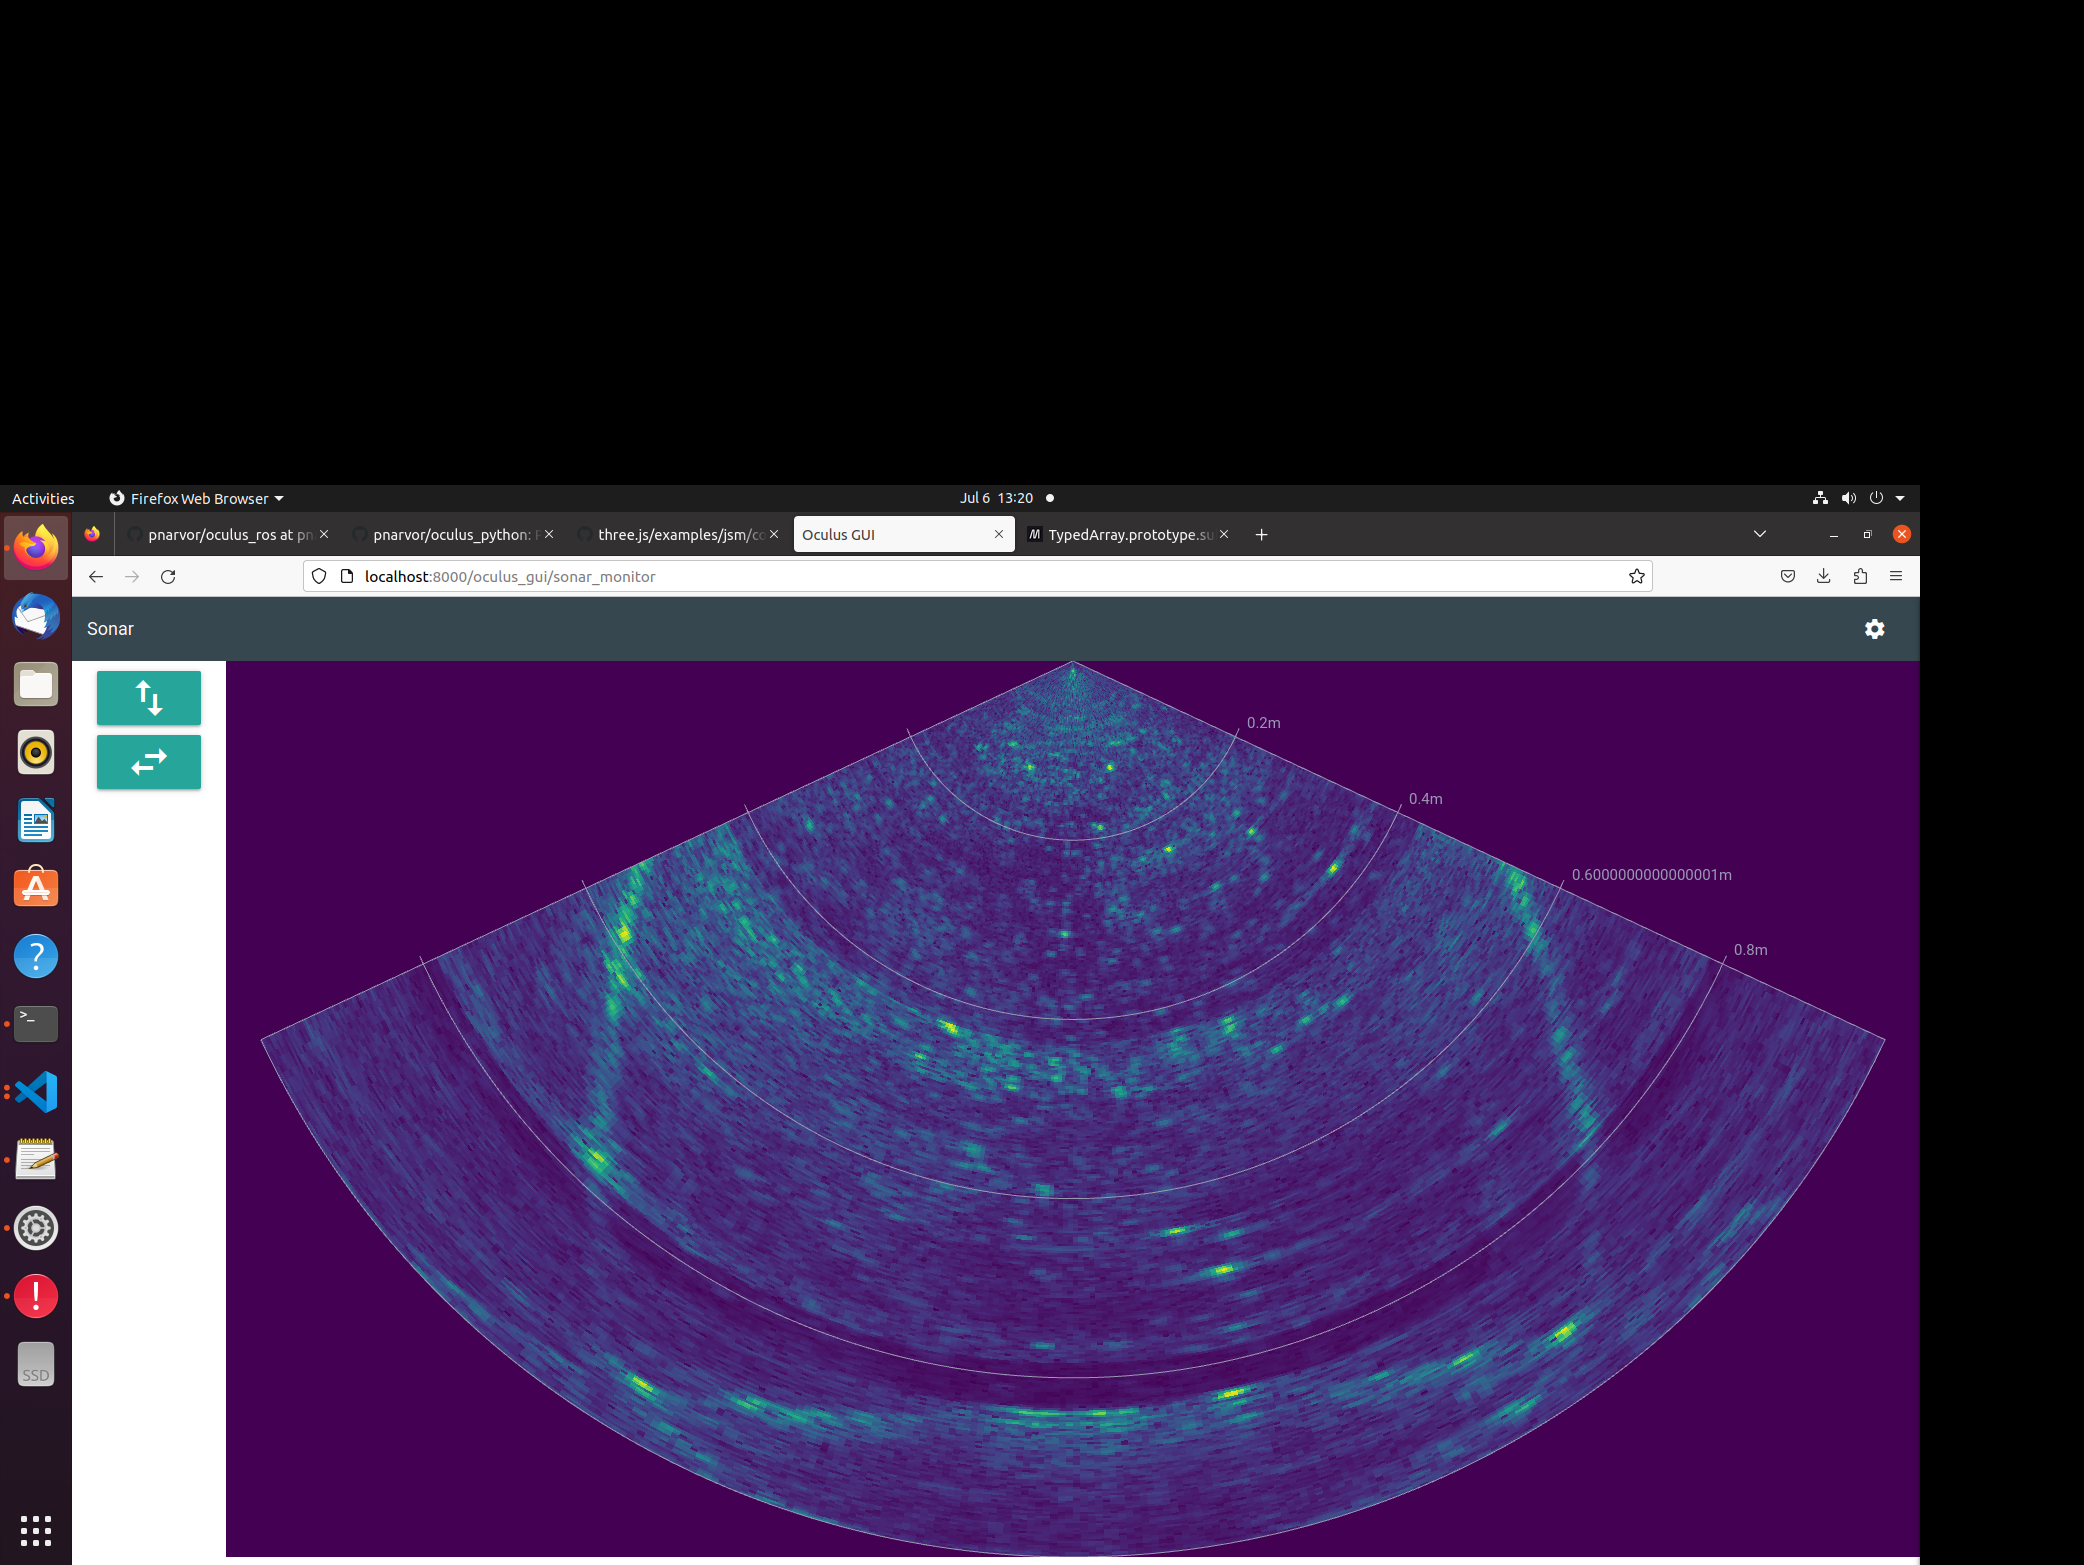 Activities
Firefox Web Browser
Jul 6 13:20
pnarvor/oculus_ros at pn
pnarvor/oculus_python:
three.js/examples/jsm/co
Oculus GUI
TypedArray.prototype.su
localhost:8000/oculus_gui/sonar_monitor
Sonar
0.2m
0.4m
0.6000000000000001m
0.8m
SSD